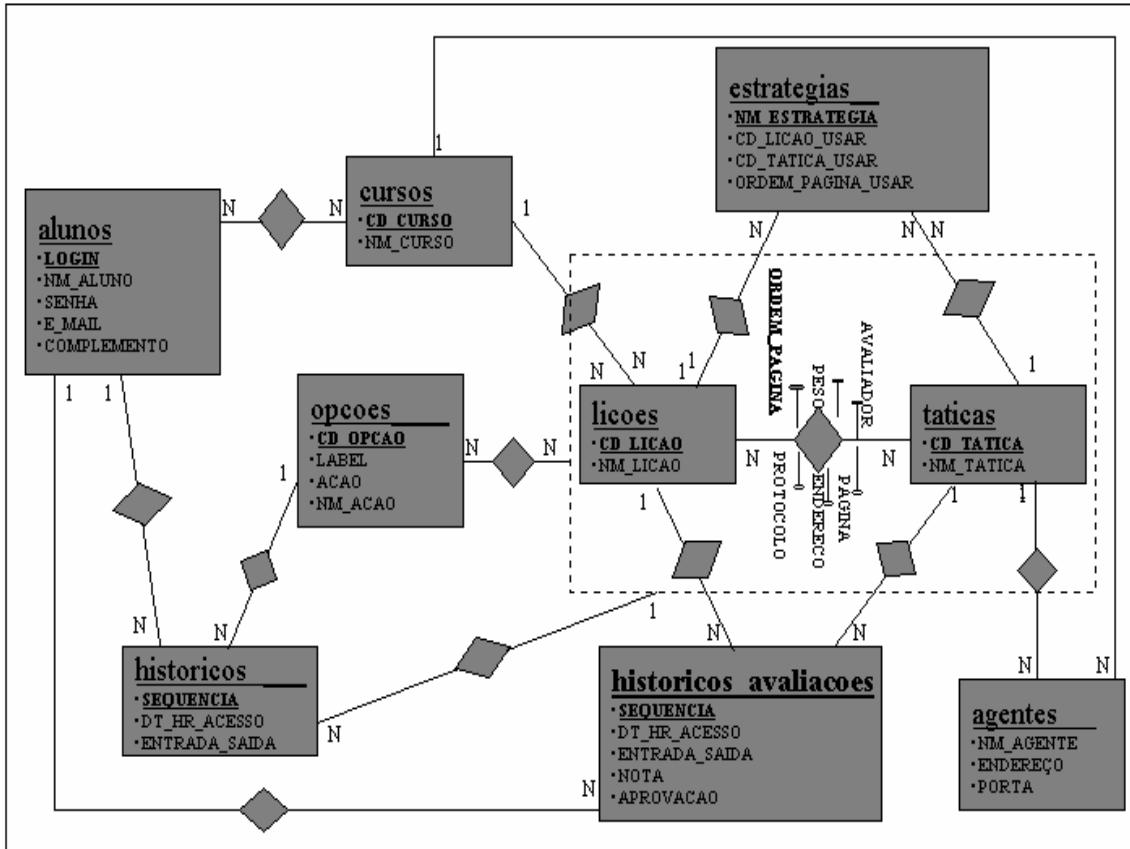 estrategias
·NM_ESTRATEGIA
·CD_LICAO_USAR
·CD_TATICA_USAR
·ORDEM_PAGINA_USAR
N
N
N
1
cursos
·CD_CURSO
·NM_CURSO
1
N
N
alunos
·LOGIN
·NM_ALUNO
·SENHA
·E_MAIL
·COMPLEMENTO
1
1
opcoes
·CD_OPCAO
·LABEL
·ACAO
·NM_ACAO
1
N
N
N
N
1
1
licoes
·CD_LICAO
·NM_LICAO
1
N
N
ORDEM_PAGINA
PESO
AVALIADOR
PROTOCOLO
ENDERECO
PAGINA
1
taticas
·CD_TATICA
·NM_TATICA
1
1
N
N
historicos
·SEQUENCIA
·DT_HR_ACESSO
·ENTRADA_SAIDA
N
1
N
N
historicos_avaliacoes
·SEQUENCIA
·DT_HR_ACESSO
·ENTRADA_SAIDA
·NOTA
·APROVACAO
N
N
N
agentes
·NM_AGENTE
·ENDEREÇO
·PORTA